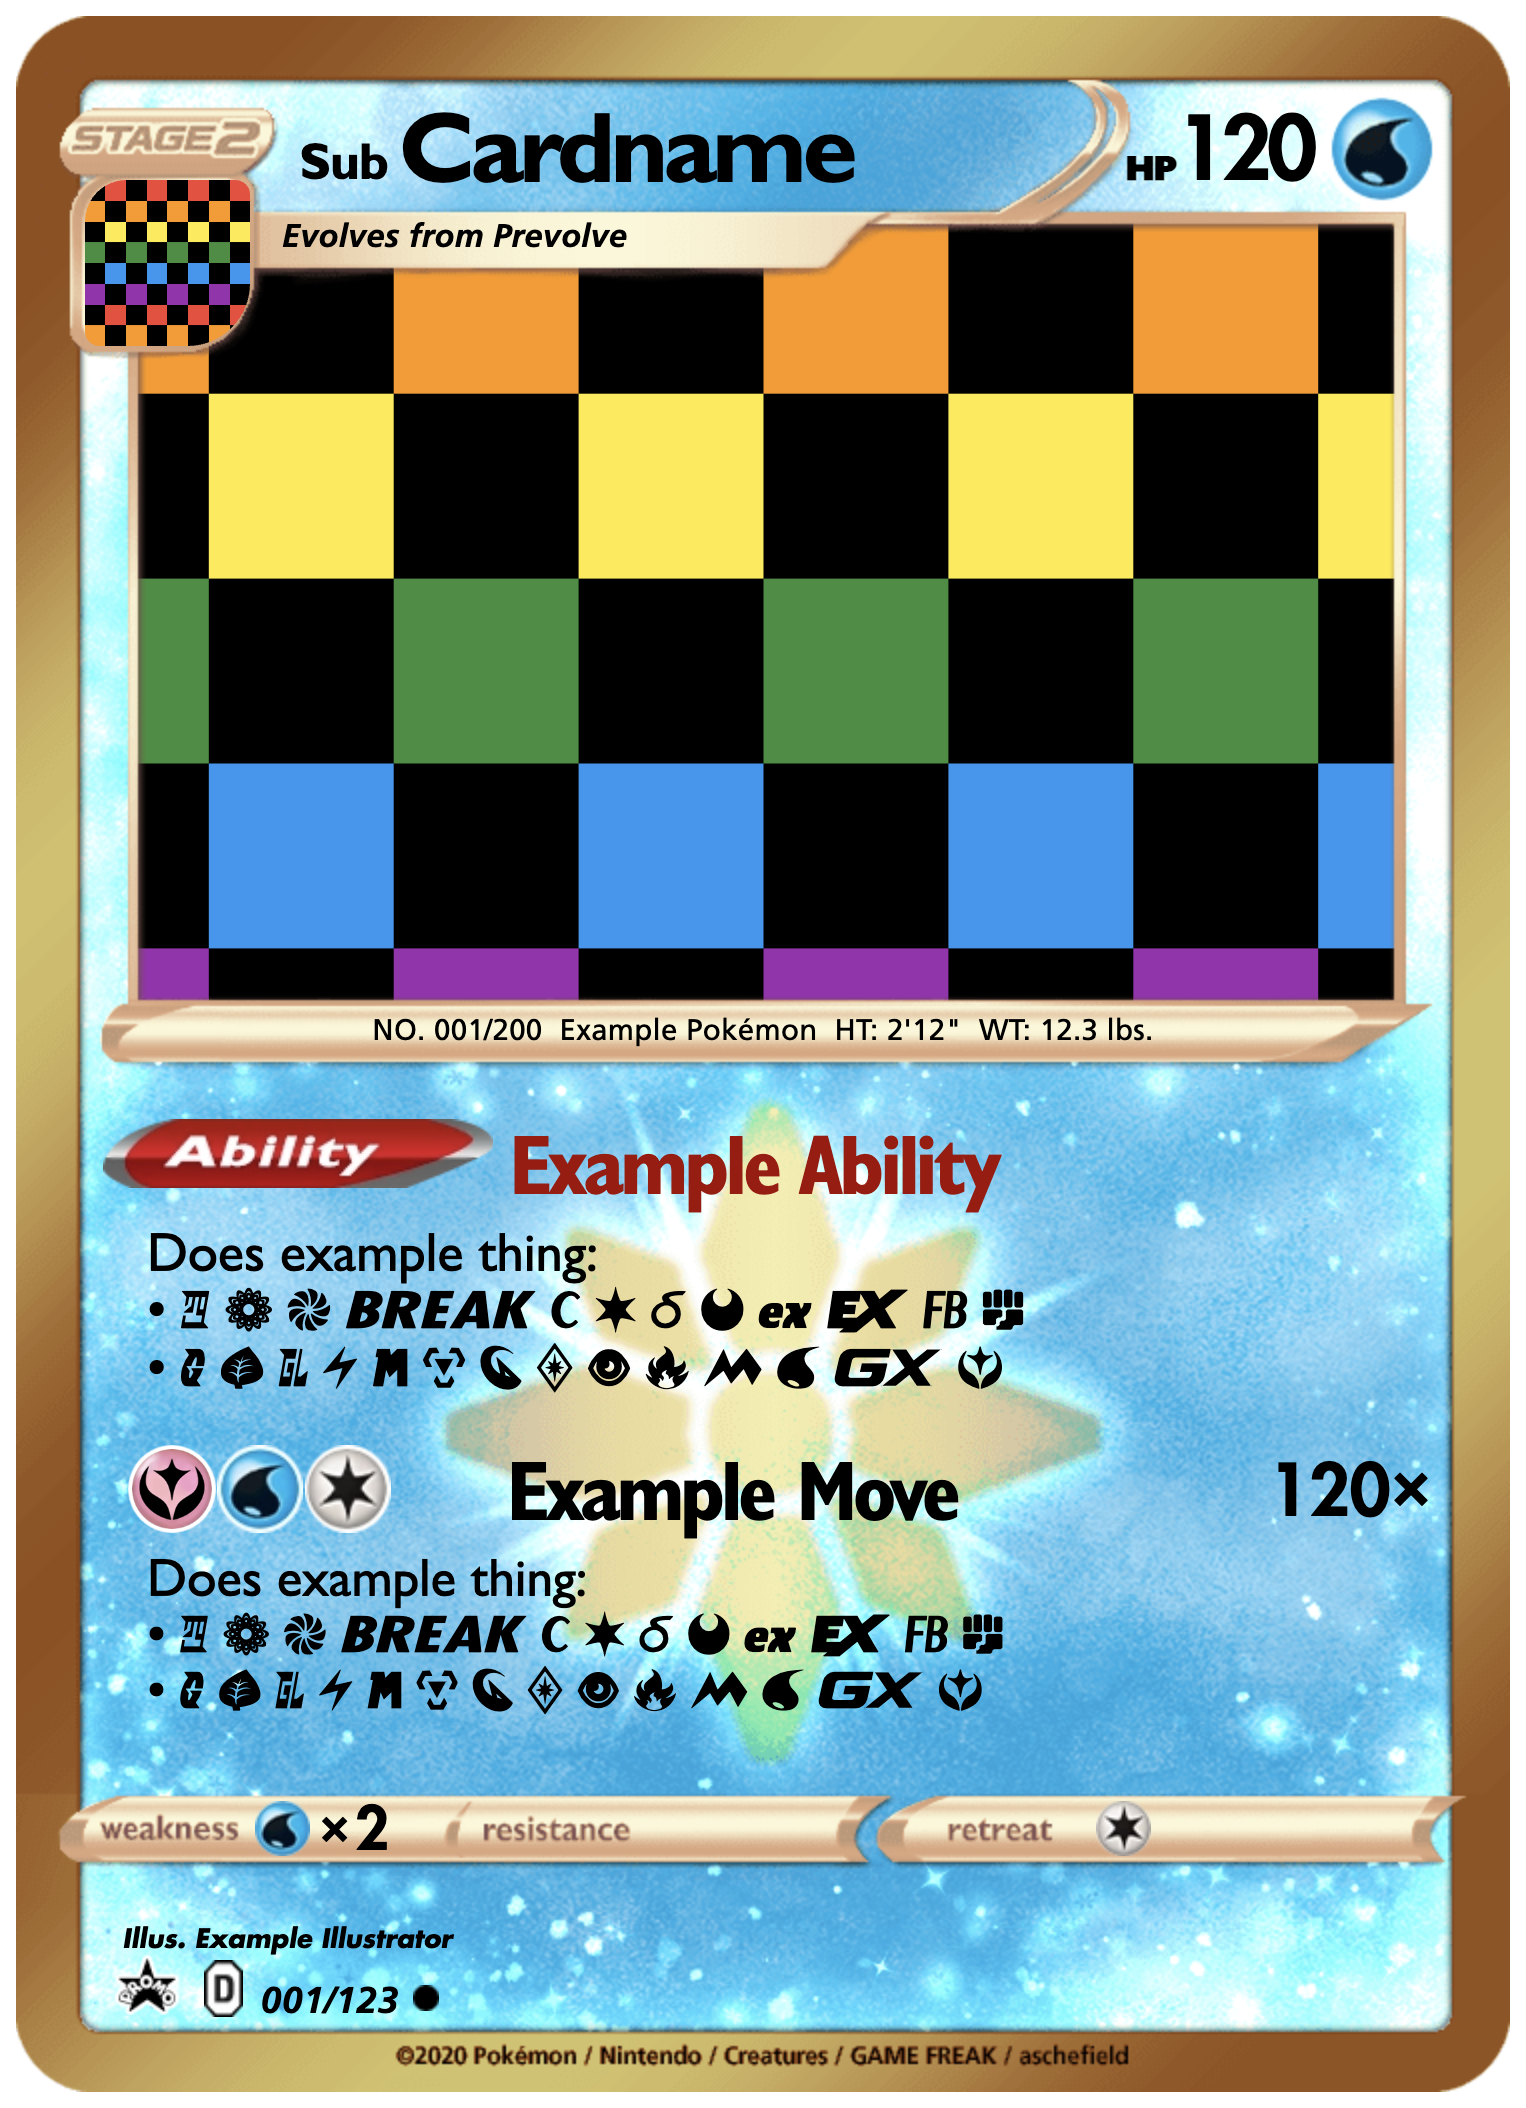 STAGE2
Sub Cardname
HP 120
Evolves from Prevolve
NO. 001/200 Example Pokémon HT: 2'12" WT: 12.3 lbs.
Ability Example Ability
Does example thing:
• BREAK C δ ex EX FB
• G GL M GX
Example Move 120×
Does example thing:
• BREAK C δ ex EX FB
• G GL M GX
weakness ×2 resistance retreat
Illus. Example Illustrator
PROMO D 001/123
©2020 Pokémon / Nintendo / Creatures / GAME FREAK / aschefield